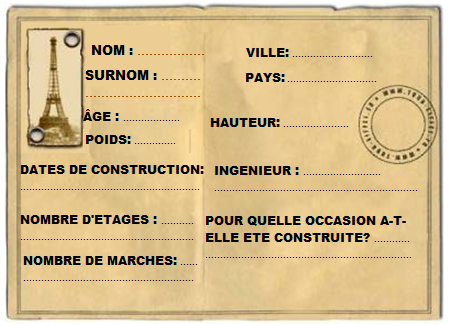 NOM : ....................
SURNOM : ............
............................
ÂGE : .................
POIDS: ............
DATES DE CONSTRUCTION:
......................................................
NOMBRE D'ETAGES : ..........
......................................................
NOMBRE DE MARCHES: ......
......................................................
VILLE: .........................
PAYS: ...........................
HAUTEUR: ....................
INGENIEUR : .......................
...............................................................
POUR QUELLE OCCASION A-T-
ELLE ETE CONSTRUITE? ...........
................................................................